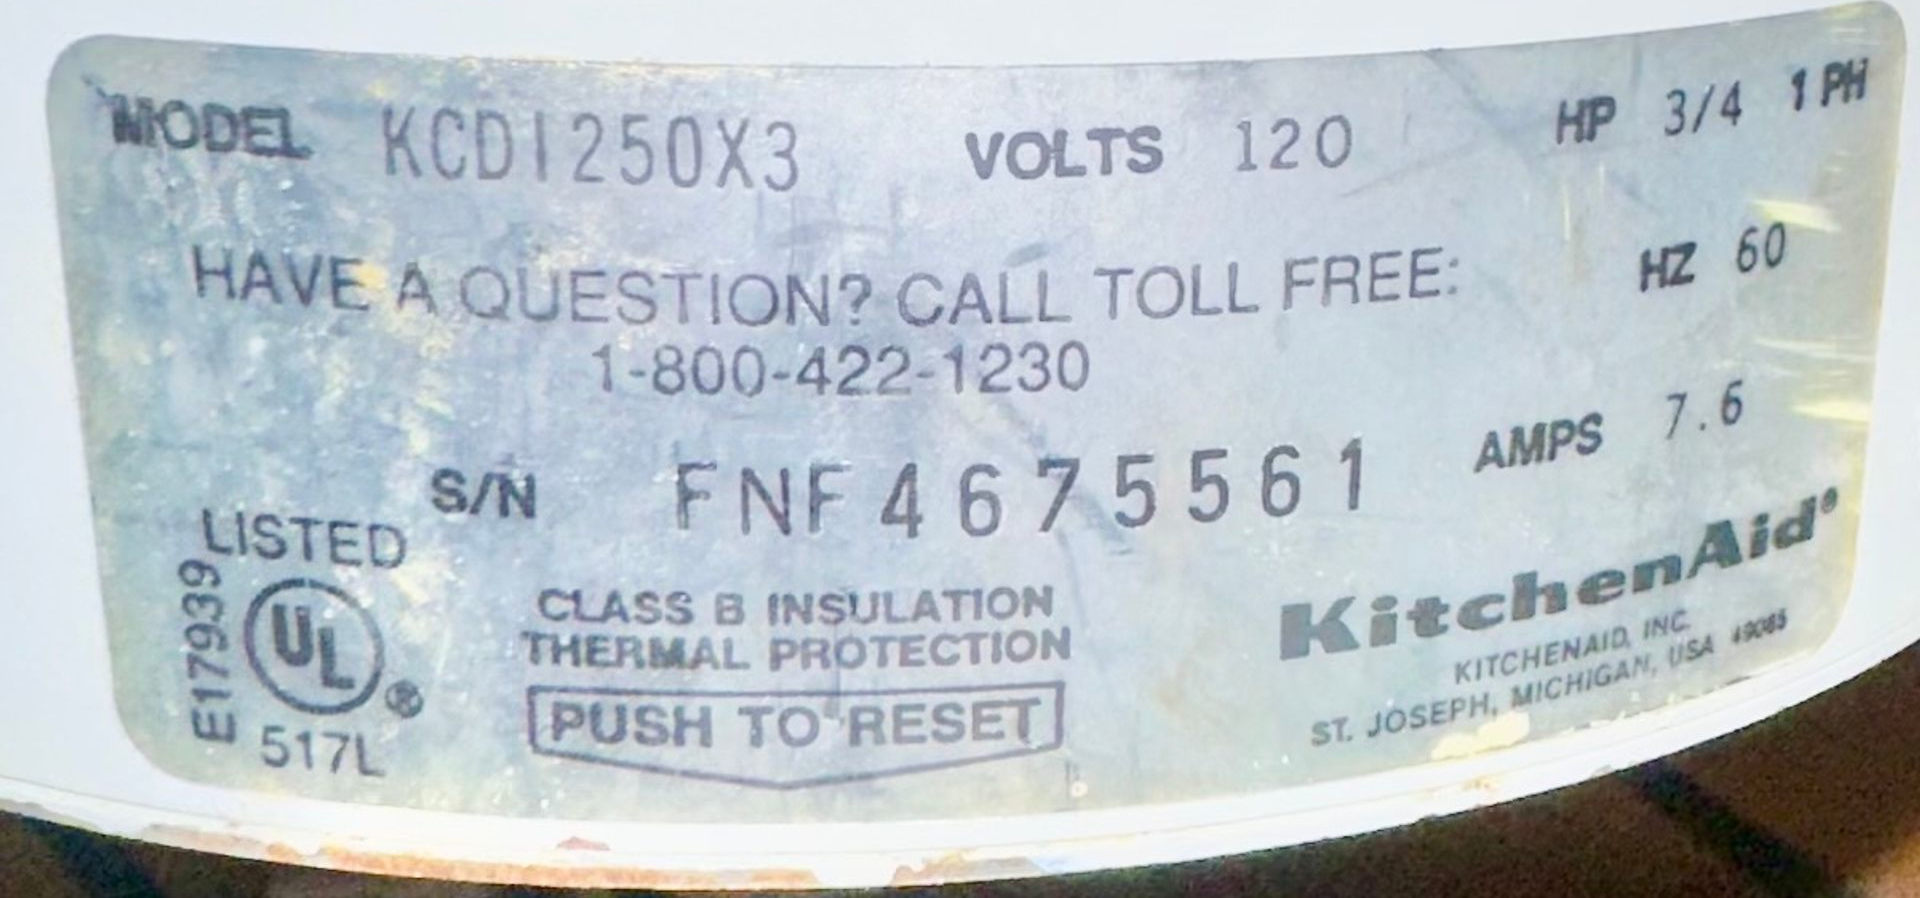 MODEL KCDI250X3 VOLTS 120 HP 3/4 1 PH
HAVE A QUESTION? CALL TOLL FREE: HZ 60
1-800-422-1230
S/N FNF4675561 AMPS 7.6
LISTED
E17939
UL®
517L
CLASS B INSULATION
THERMAL PROTECTION
PUSH TO RESET
KitchenAid®
KITCHENAID, INC.
ST. JOSEPH, MICHIGAN, USA 49085